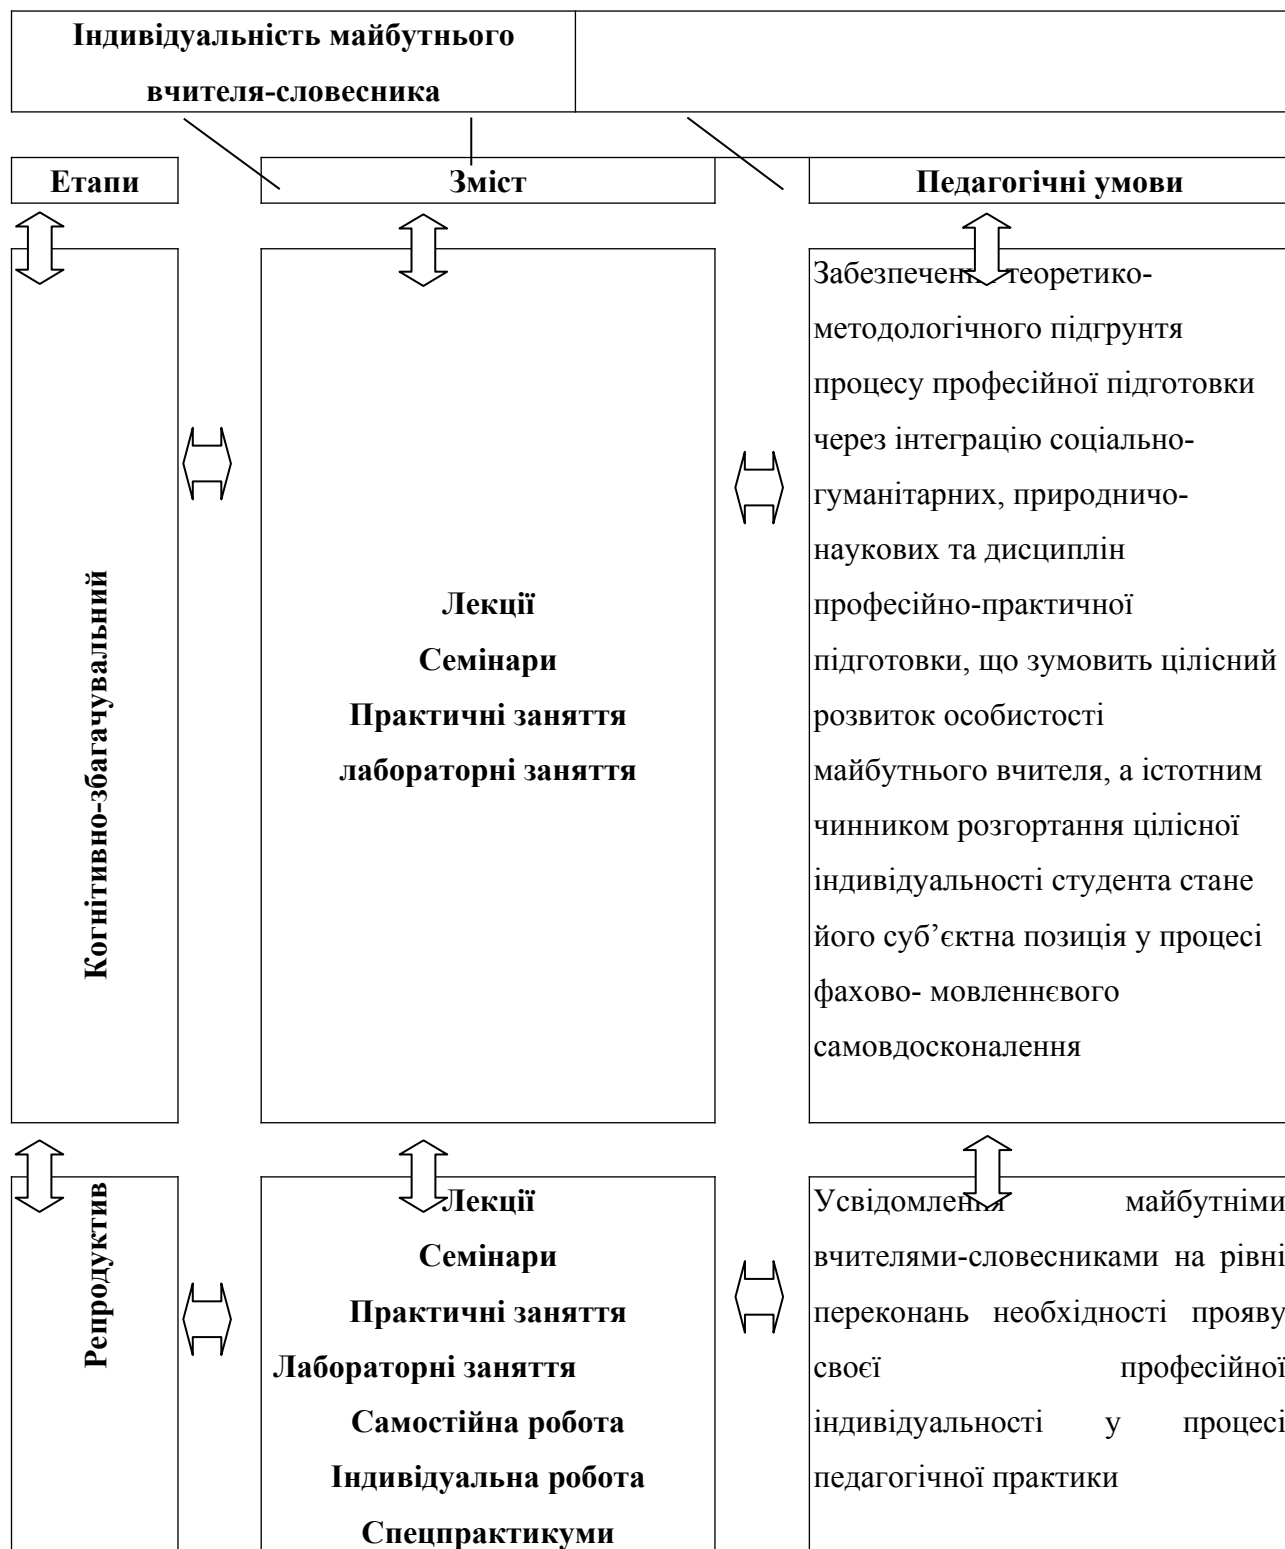 Індивідуальність майбутнього
вчителя-словесника
Етапи
Зміст
Педагогічні умови
Когнітивно-збагачувальний
Лекції
Семінари
Практичні заняття
лабораторні заняття
Забезпечення теоретико-
методологічного підгрунтя
процесу професійної підготовки
через інтеграцію соціально-
гуманітарних, природничо-
наукових та дисциплін
професійно-практичної
підготовки, що зумовить цілісний
розвиток особистості
майбутнього вчителя, а істотним
чинником розгортання цілісної
індивідуальності студента стане
його суб’єктна позиція у процесі
фахово- мовленнєвого
самовдосконалення
Репродуктив
Лекції
Семінари
Практичні заняття
Лабораторні заняття
Самостійна робота
Індивідуальна робота
Спецпрактикуми
Усвідомлення майбутніми
вчителями-словесниками на рівні
переконань необхідності прояву
своєї професійної
індивідуальності у процесі
педагогічної практики